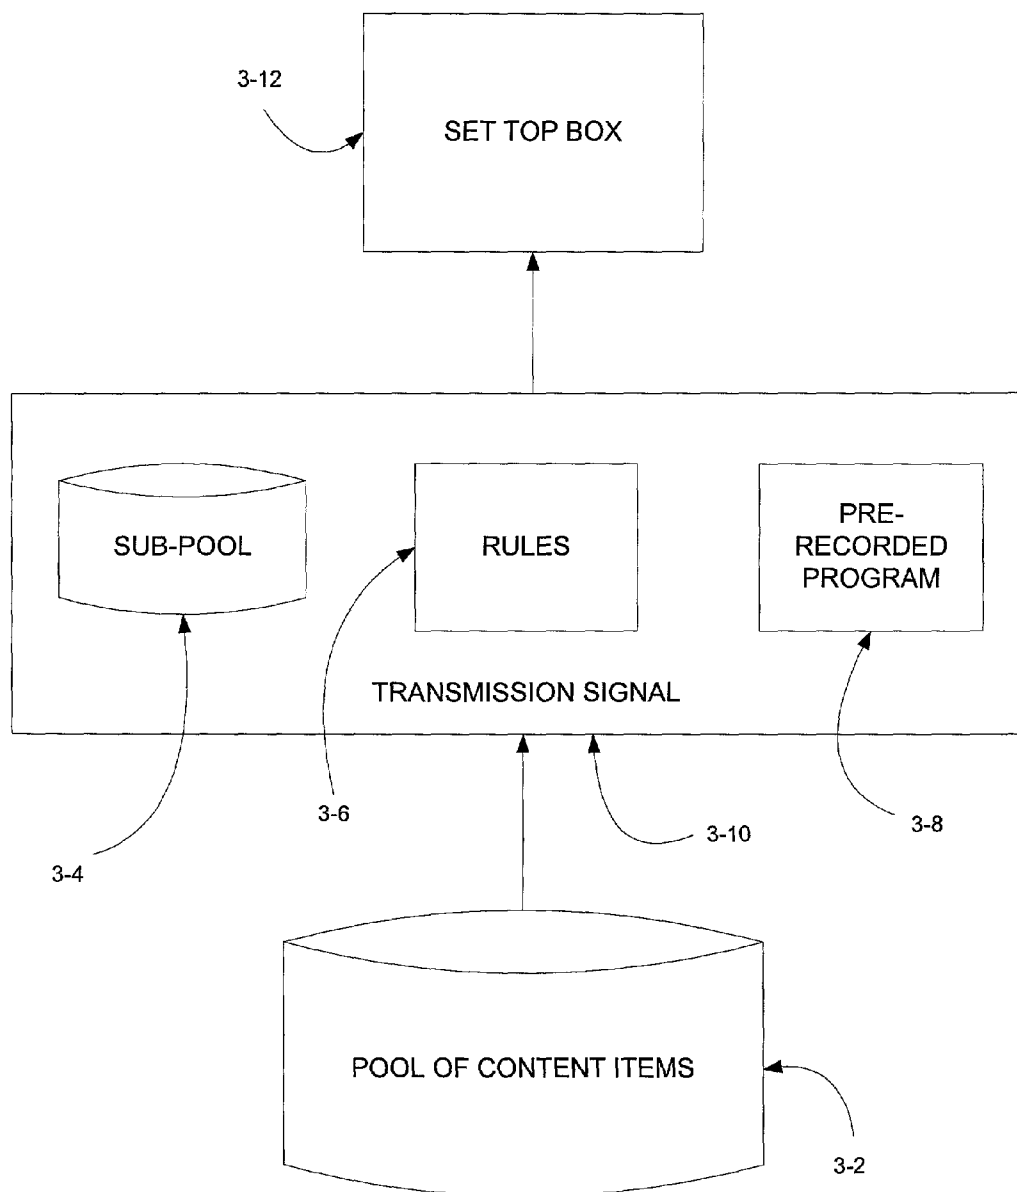 3-12
SET TOP BOX
SUB-POOL
RULES
PRE-
RECORDED
PROGRAM
TRANSMISSION SIGNAL
3-6
3-10
3-8
3-4
POOL OF CONTENT ITEMS
3-2